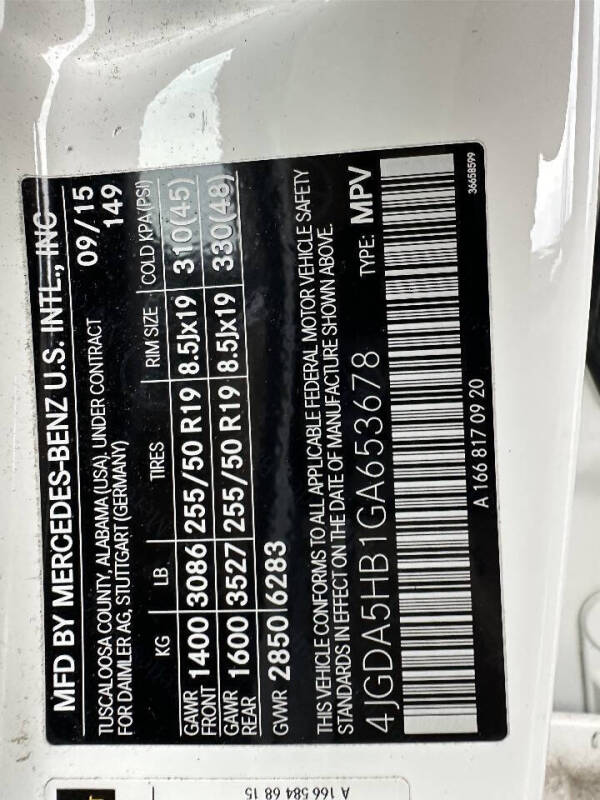 MFD BY MERCEDES-BENZ U.S. INTL., INC
TUSCALOOSA COUNTY, ALABAMA (USA), UNDER CONTRACT 09/15
FOR DAIMLER AG, STUTTGART (GERMANY) 149
KG LB TIRES RIM SIZE COLD KPA (PSI)
GAWR FRONT 1400 3086 255/50 R19 8.5Jx19 310(45)
GAWR REAR 1600 3527 255/50 R19 8.5Jx19 330(48)
GVWR 2850 6283
THIS VEHICLE CONFORMS TO ALL APPLICABLE FEDERAL MOTOR VEHICLE SAFETY
STANDARDS IN EFFECT ON THE DATE OF MANUFACTURE SHOWN ABOVE.
4JGDA5HB1GA653678 TYPE: MPV
A 166 817 09 20
36658599
A 166 584 68 15